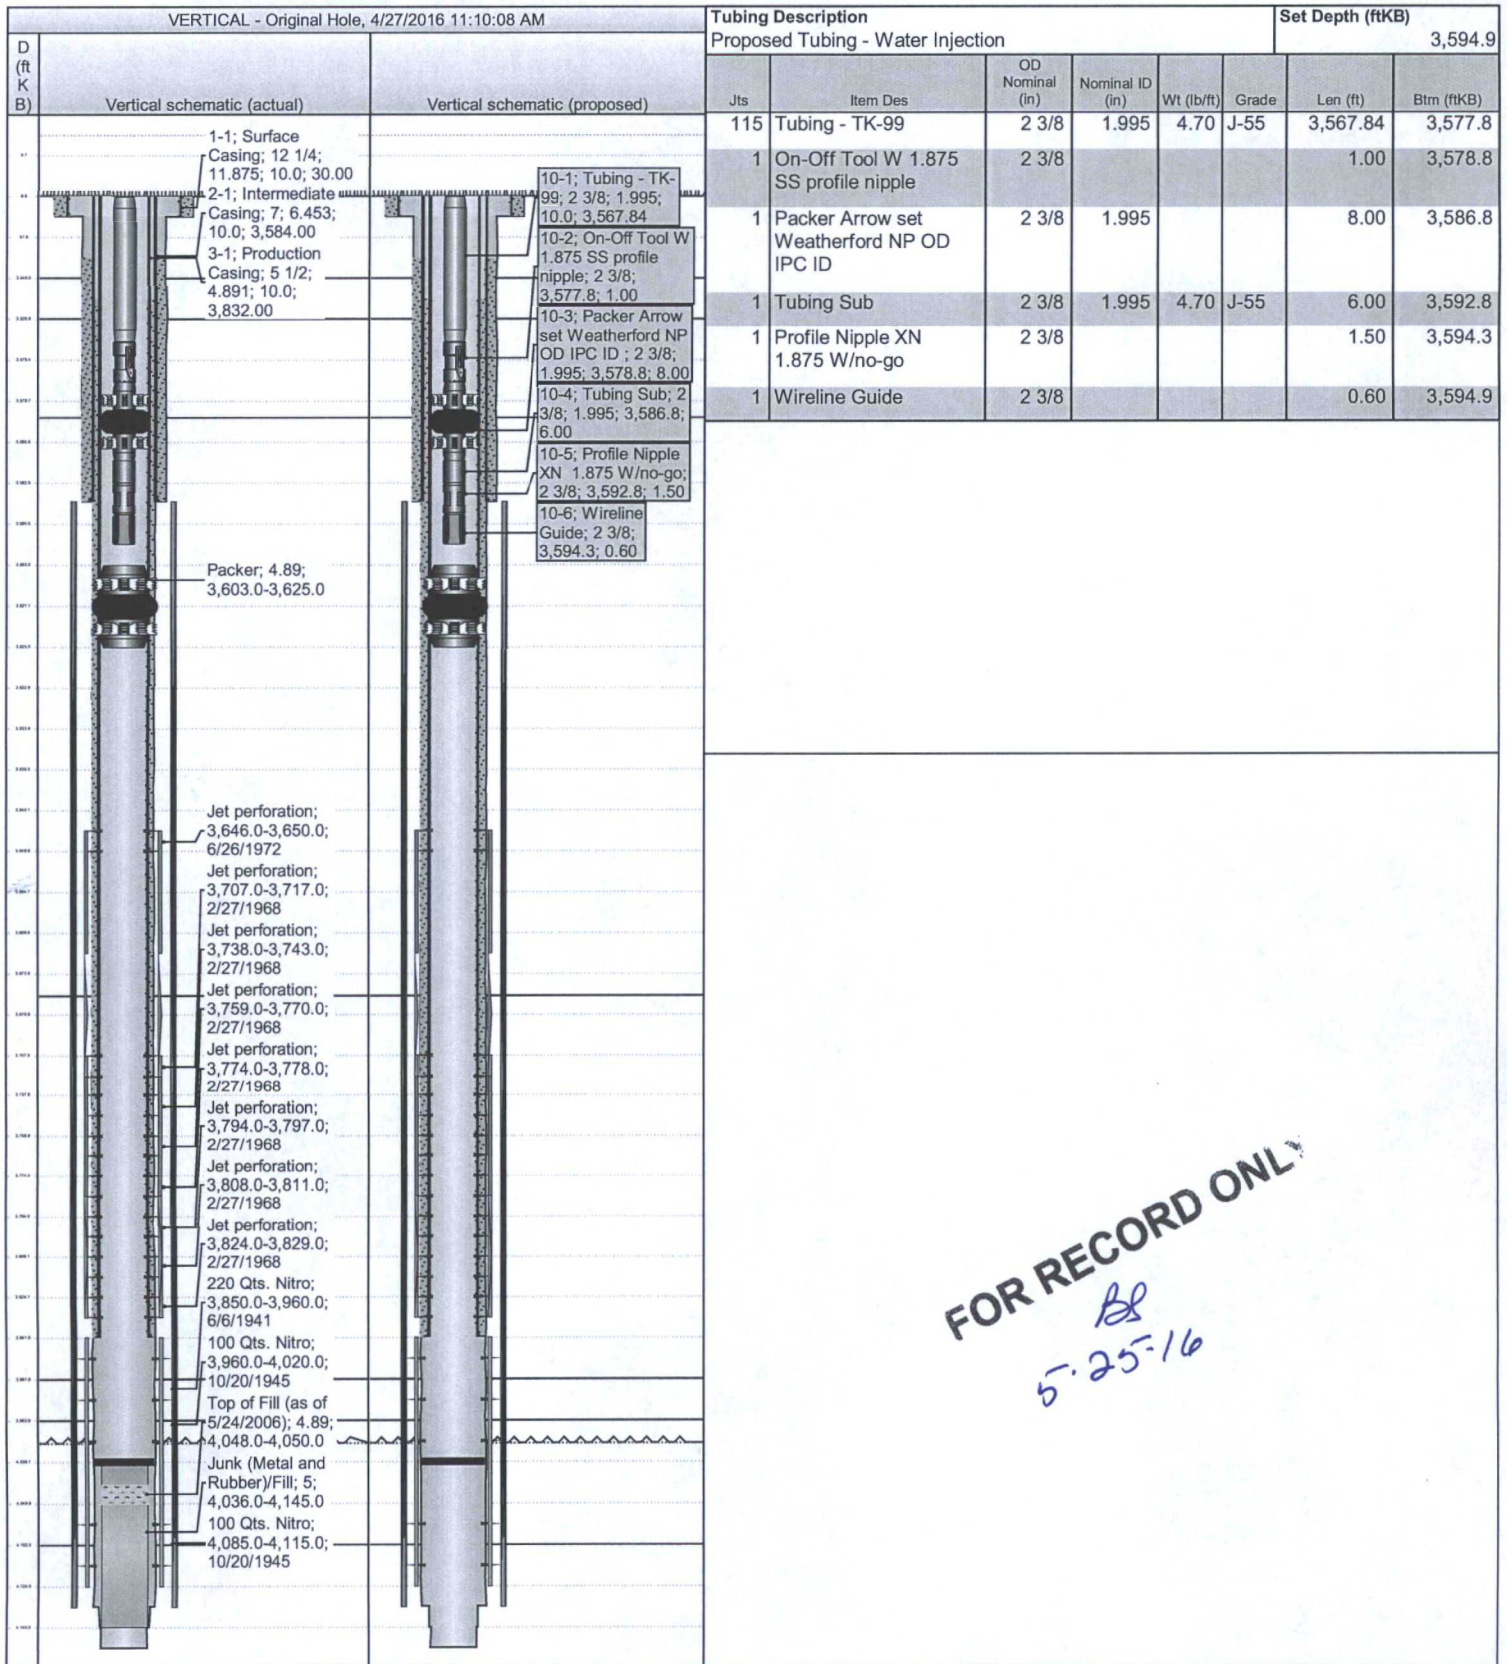 VERTICAL - Original Hole, 4/27/2016 11:10:08 AM
D
(ft
K
B)
Vertical schematic (actual)
Vertical schematic (proposed)
1-1; Surface
Casing; 12 1/4;
11.875; 10.0; 30.00
2-1; Intermediate
Casing; 7; 6.453;
10.0; 3,584.00
3-1; Production
Casing; 5 1/2;
4.891; 10.0;
3,832.00
Packer; 4.89;
3,603.0-3,625.0
Jet perforation;
3,646.0-3,650.0;
6/26/1972
Jet perforation;
3,707.0-3,717.0;
2/27/1968
Jet perforation;
3,738.0-3,743.0;
2/27/1968
Jet perforation;
3,759.0-3,770.0;
2/27/1968
Jet perforation;
3,774.0-3,778.0;
2/27/1968
Jet perforation;
3,794.0-3,797.0;
2/27/1968
Jet perforation;
3,808.0-3,811.0;
2/27/1968
Jet perforation;
3,824.0-3,829.0;
2/27/1968
220 Qts. Nitro;
3,850.0-3,960.0;
6/6/1941
100 Qts. Nitro;
3,960.0-4,020.0;
10/20/1945
Top of Fill (as of
5/24/2006); 4.89;
4,048.0-4,050.0
Junk (Metal and
Rubber)/Fill; 5;
4,036.0-4,145.0
100 Qts. Nitro;
4,085.0-4,115.0;
10/20/1945
10-1; Tubing - TK-
99; 2 3/8; 1.995;
10.0; 3,567.84
10-2; On-Off Tool W
1.875 SS profile
nipple; 2 3/8;
3,577.8; 1.00
10-3; Packer Arrow
set Weatherford NP
OD IPC ID ; 2 3/8;
1.995; 3,578.8; 8.00
10-4; Tubing Sub; 2
3/8; 1.995; 3,586.8;
6.00
10-5; Profile Nipple
XN 1.875 W/no-go;
2 3/8; 3,592.8; 1.50
10-6; Wireline
Guide; 2 3/8;
3,594.3; 0.60
Tubing Description
Proposed Tubing - Water Injection
Set Depth (ftKB)
3,594.9
Jts Item Des OD Nominal (in) Nominal ID (in) Wt (lb/ft) Grade Len (ft) Btm (ftKB)
115 Tubing - TK-99 2 3/8 1.995 4.70 J-55 3,567.84 3,577.8
1 On-Off Tool W 1.875 2 3/8 1.00 3,578.8
SS profile nipple
1 Packer Arrow set 2 3/8 1.995 8.00 3,586.8
Weatherford NP OD
IPC ID
1 Tubing Sub 2 3/8 1.995 4.70 J-55 6.00 3,592.8
1 Profile Nipple XN 2 3/8 1.50 3,594.3
1.875 W/no-go
1 Wireline Guide 2 3/8 0.60 3,594.9
FOR RECORD ONLY
5-25-16